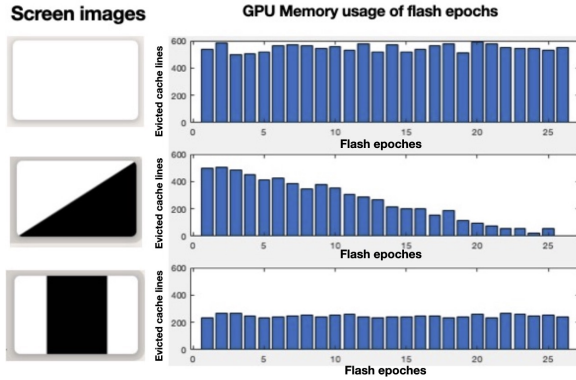 Screen images
GPU Memory usage of flash epochs
Evicted cache lines
600
400
200
0
0 5 10 15 20 25
Flash epoches
Evicted cache lines
600
400
200
0
0 5 10 15 20 25
Flash epoches
Evicted cache lines
600
400
200
0
0 5 10 15 20 25
Flash epoches